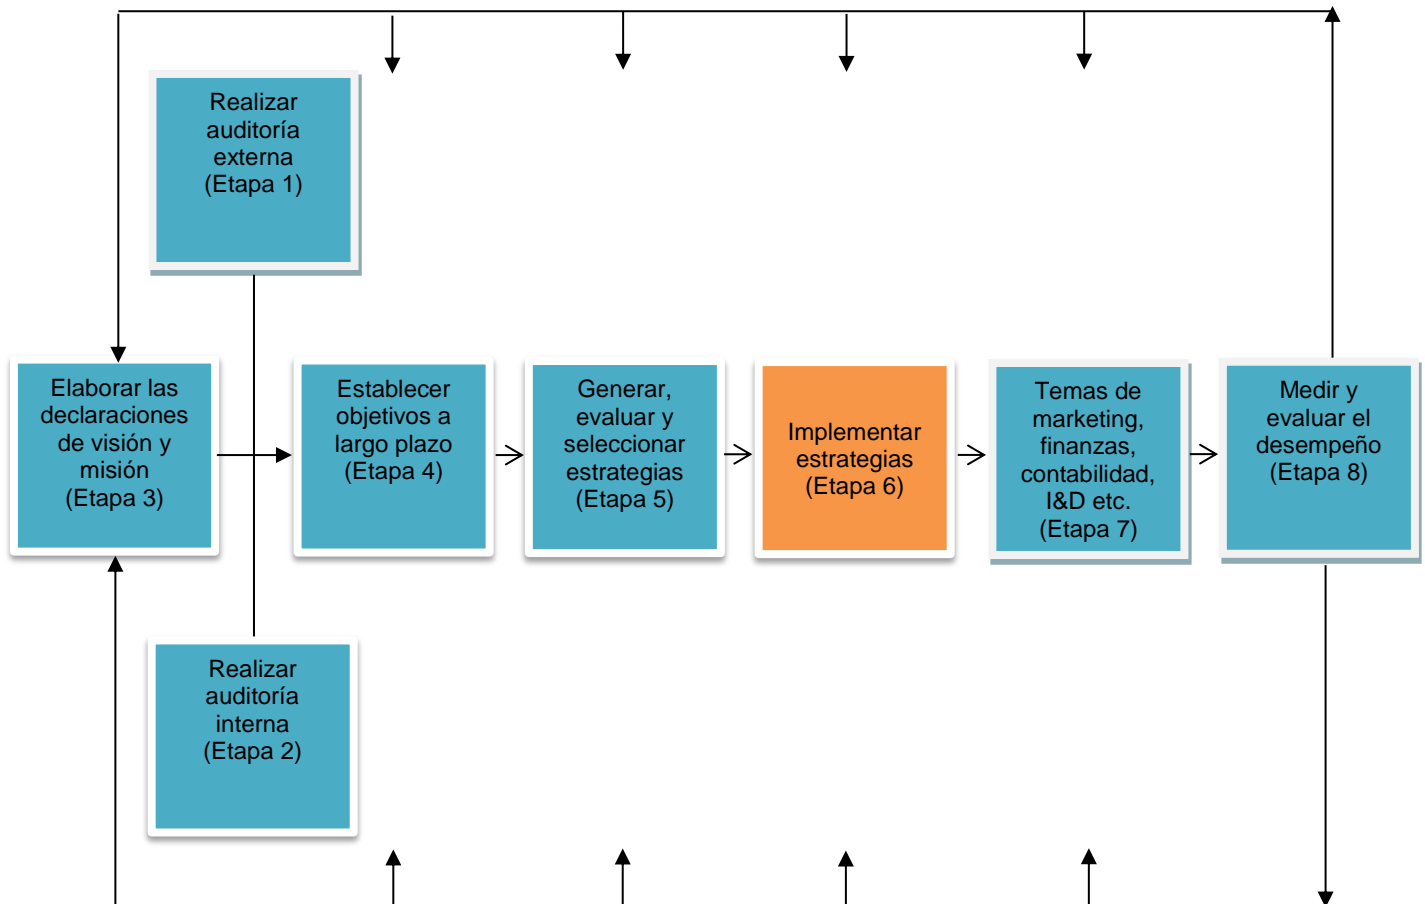 Realizar
auditoría
externa
(Etapa 1)
Elaborar las
declaraciones
de visión y
misión
(Etapa 3)
Establecer
objetivos a
largo plazo
(Etapa 4)
Generar,
evaluar y
seleccionar
estrategias
(Etapa 5)
Implementar
estrategias
(Etapa 6)
Temas de
marketing,
finanzas,
contabilidad,
I&D etc.
(Etapa 7)
Medir y
evaluar el
desempeño
(Etapa 8)
Realizar
auditoría
interna
(Etapa 2)